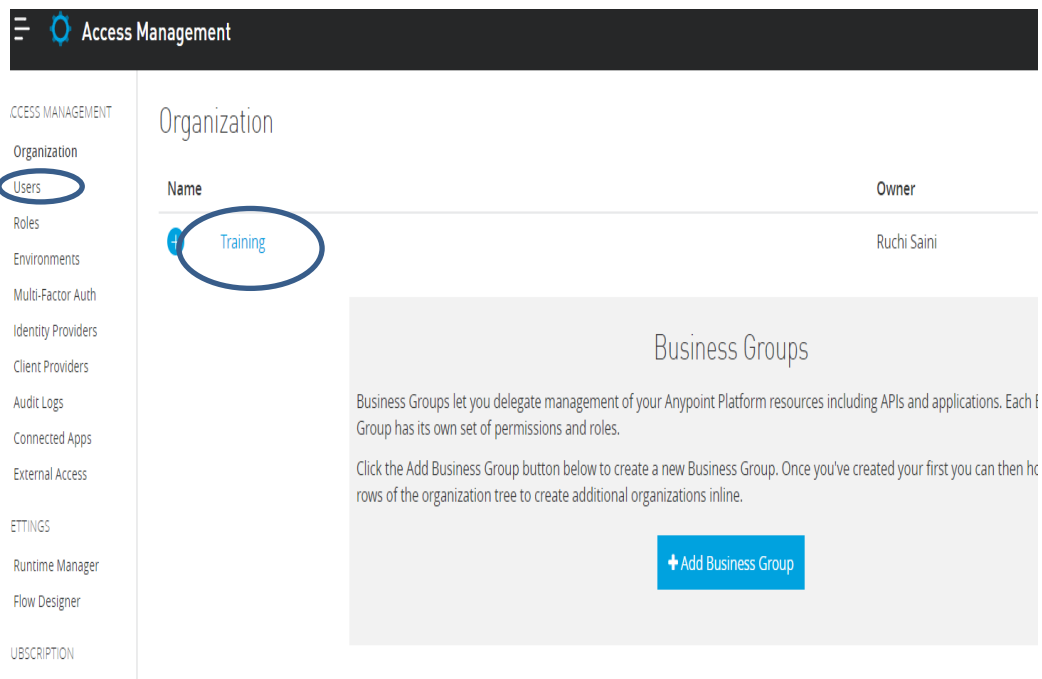 Access Management
CCESS MANAGEMENT
Organization
Users
Roles
Environments
Multi-Factor Auth
Identity Providers
Client Providers
Audit Logs
Connected Apps
External Access
ETTINGS
Runtime Manager
Flow Designer
UBSCRIPTION
Organization
Name Owner
Training Ruchi Saini
Business Groups
Business Groups let you delegate management of your Anypoint Platform resources including APIs and applications. Each
Group has its own set of permissions and roles.
Click the Add Business Group button below to create a new Business Group. Once you've created your first you can then
rows of the organization tree to create additional organizations inline.
+ Add Business Group